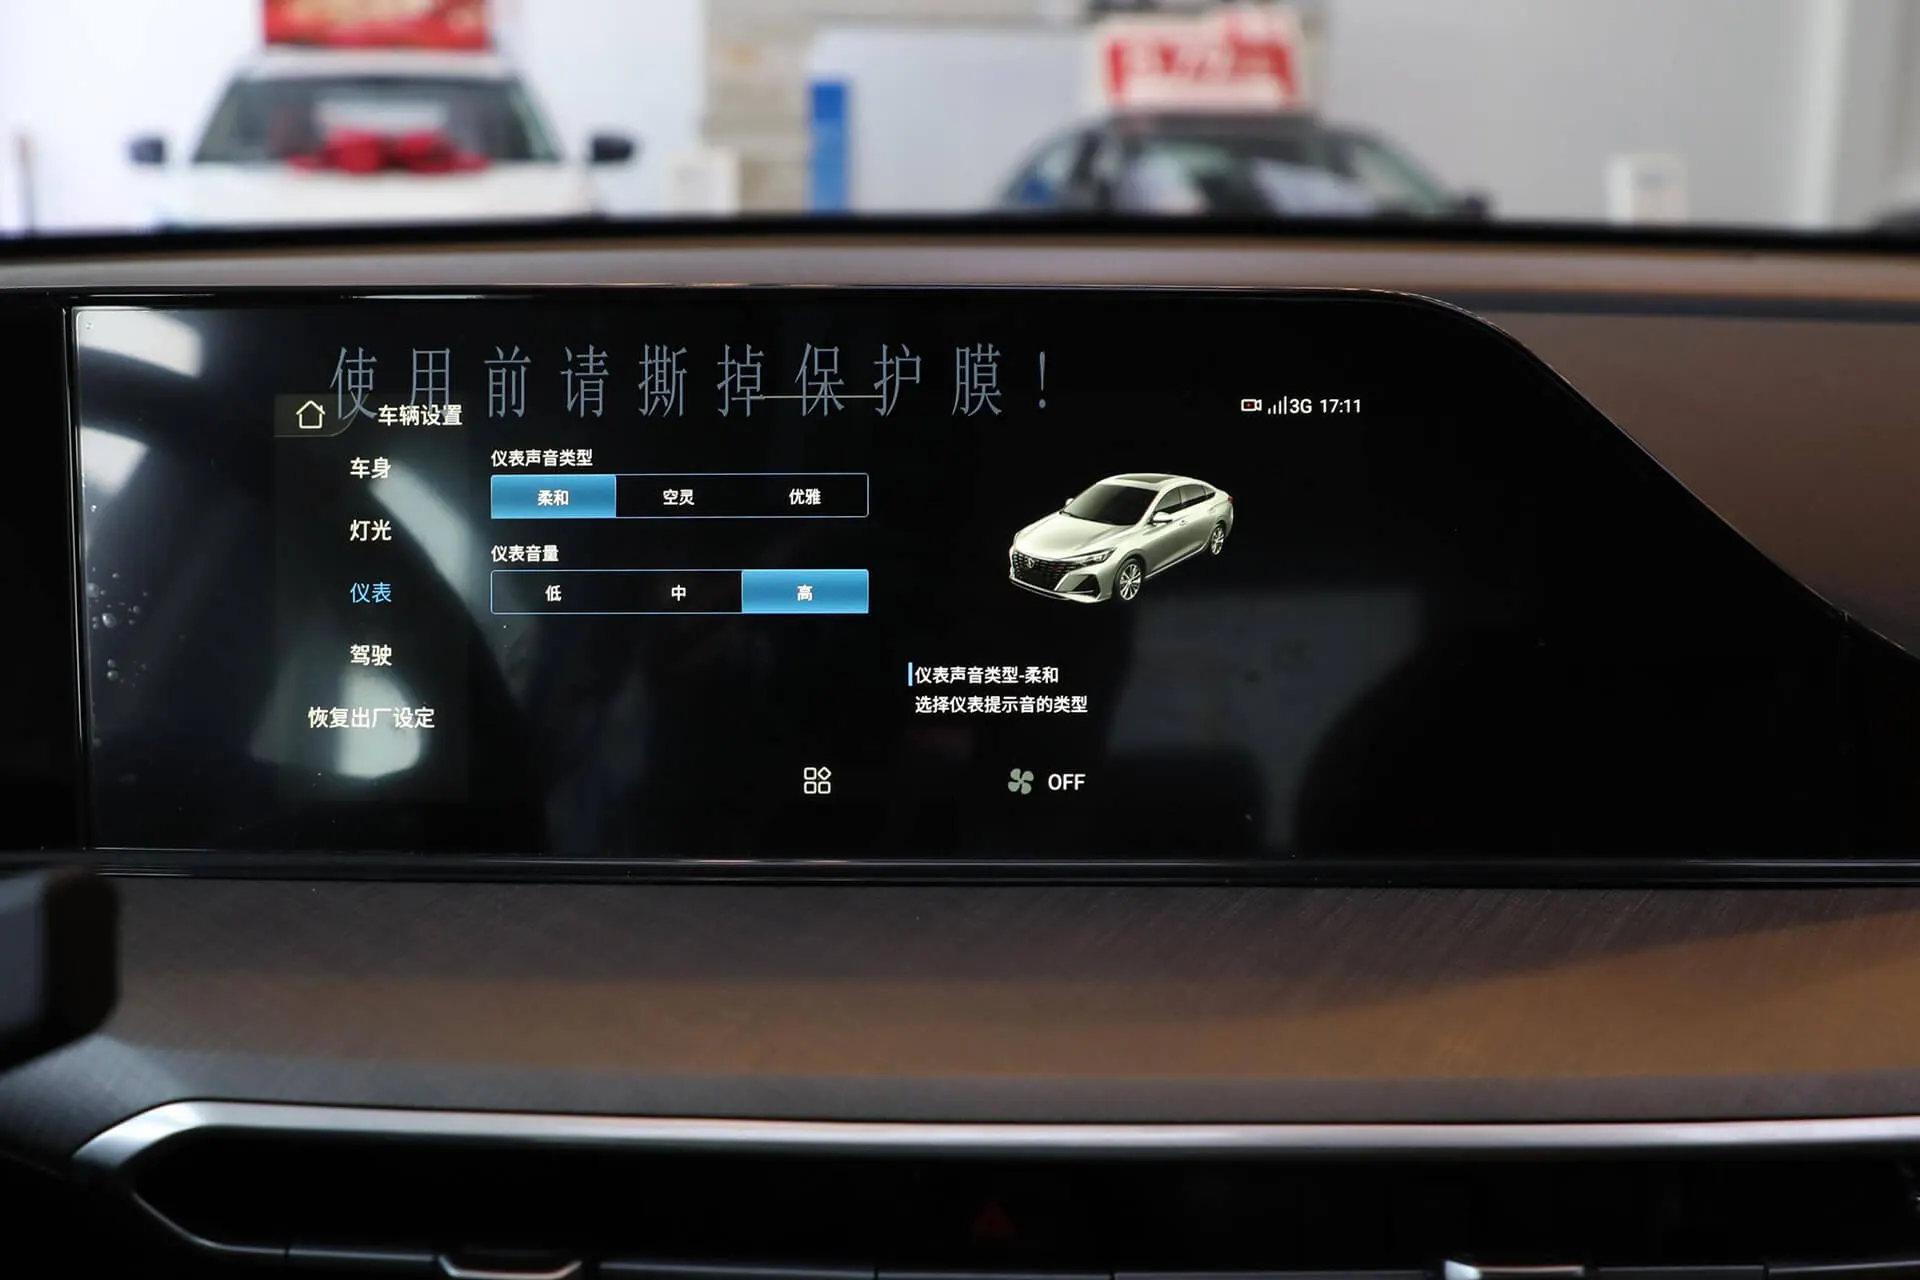 使用前请撕掉保护膜！
车辆设置
3G 17:11
车身
灯光
仪表
驾驶
恢复出厂设定
仪表声音类型
柔和 空灵 优雅
仪表音量
低 中 高
仪表声音类型-柔和
选择仪表提示音的类型
OFF